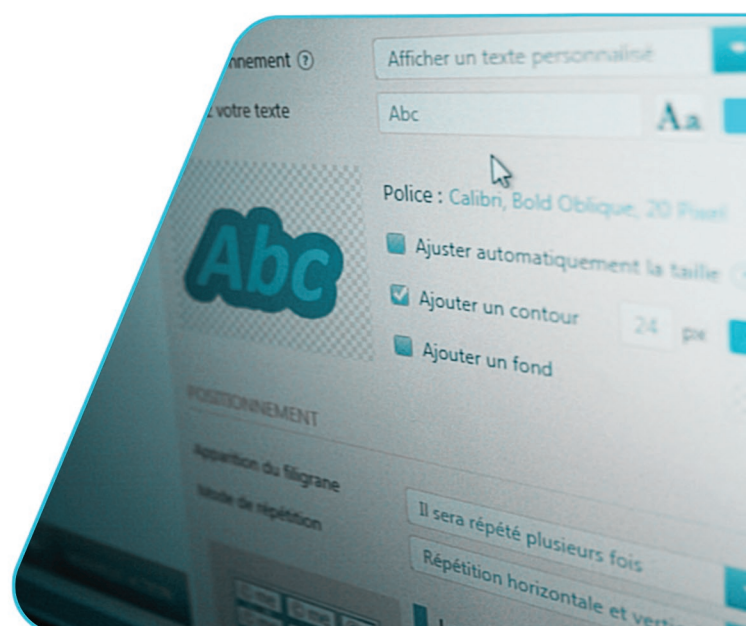 nnement ? Afficher un texte personnalisé
z votre texte Abc Aa
Abc
Police : Calibri, Bold Oblique, 20 Pixel
Ajuster automatiquement la taille ?
Ajouter un contour 24 px
Ajouter un fond
POSITIONNEMENT
Apparition du filigrane Il sera répété plusieurs fois
Mode de répétition Répétition horizontale et verti